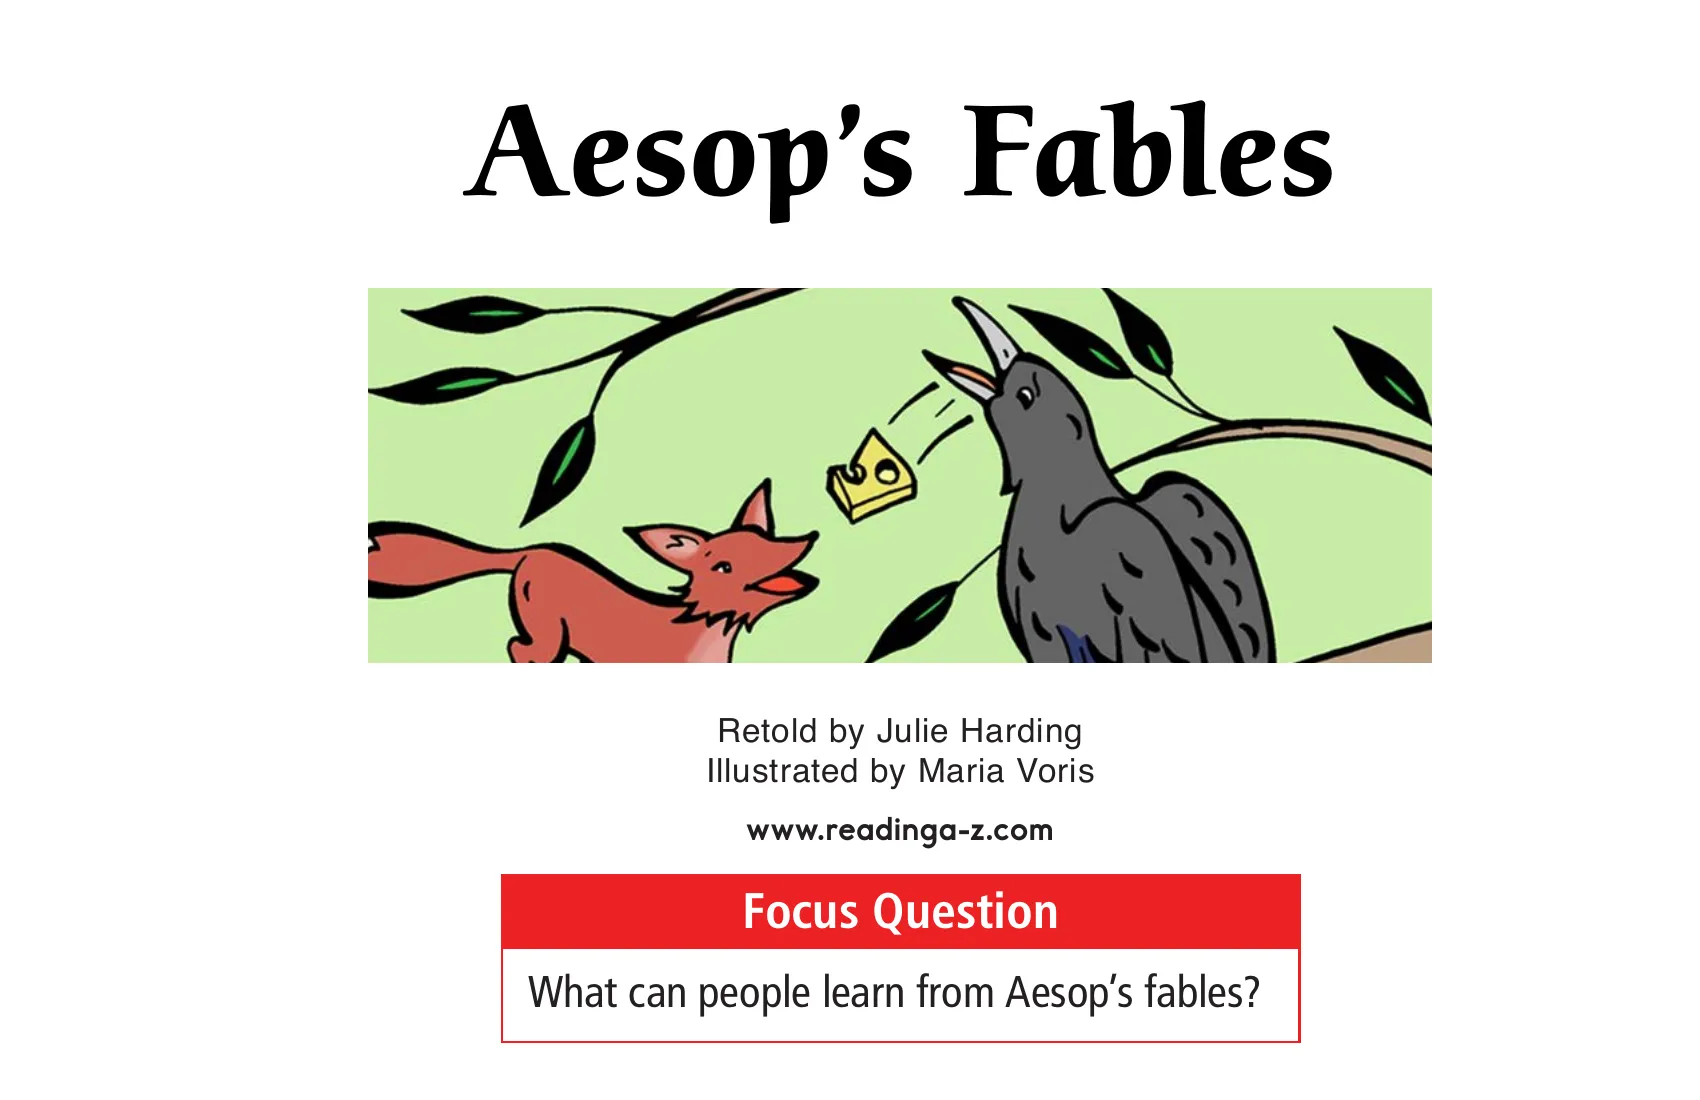 Aesop’s Fables
Retold by Julie Harding
Illustrated by Maria Voris
www.readinga-z.com
Focus Question
What can people learn from Aesop’s fables?